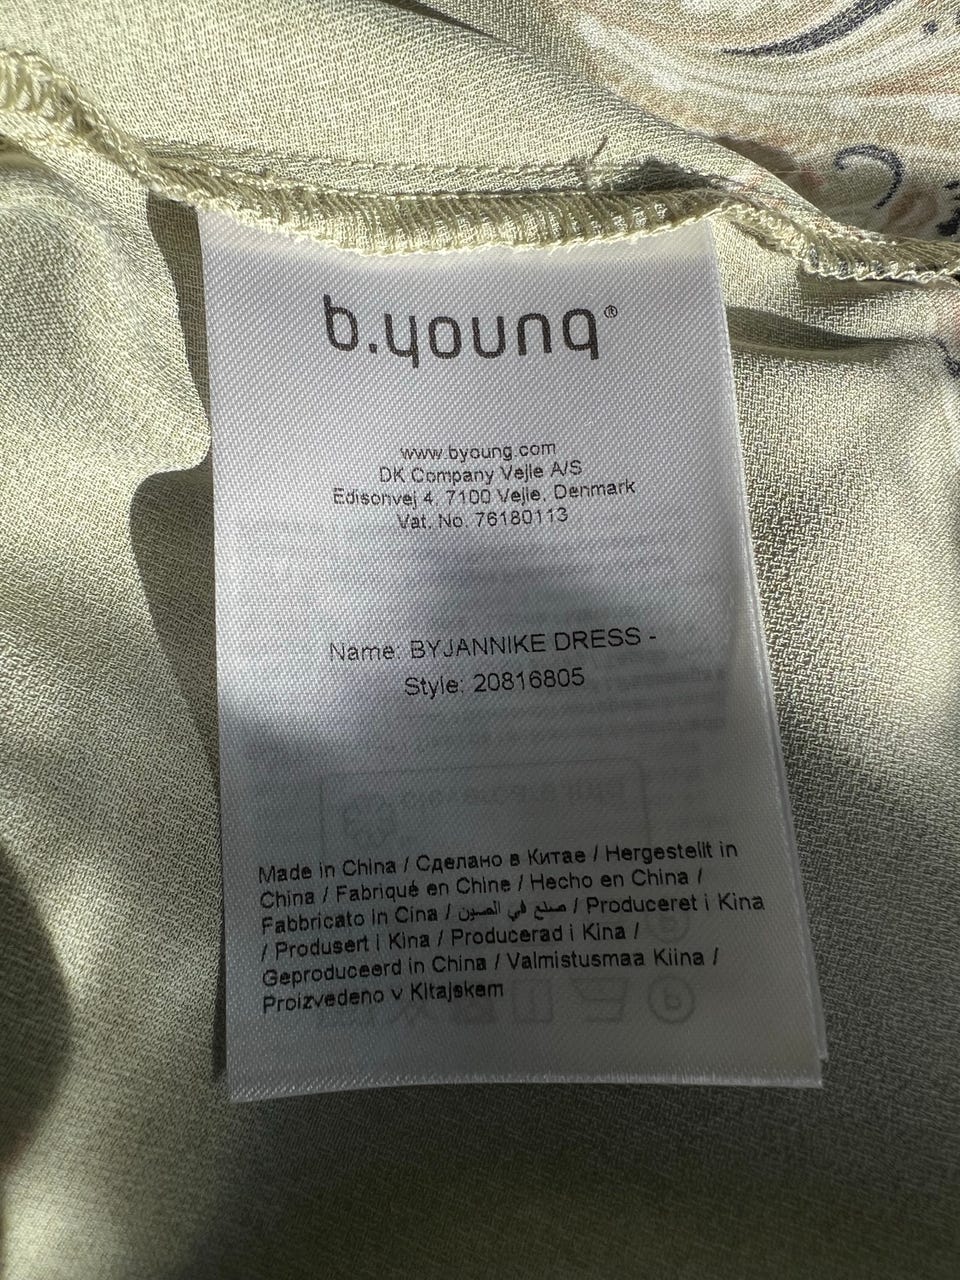 b.young®
www.byoung.com
DK Company Vejle A/S
Edisonvej 4, 7100 Vejle, Denmark
Vat. No. 76180113
Name: BYJANNIKE DRESS -
Style: 20816805
Made in China / Сделано в Китае / Hergestellt in
China / Fabriqué en Chine / Hecho en China /
Fabbricato in Cina / صنع في الصين / Produceret i Kina
/ Produsert i Kina / Producerad i Kina /
Geproduceerd in China / Valmistusmaa Kiina /
Proizvedeno v Kitajskem